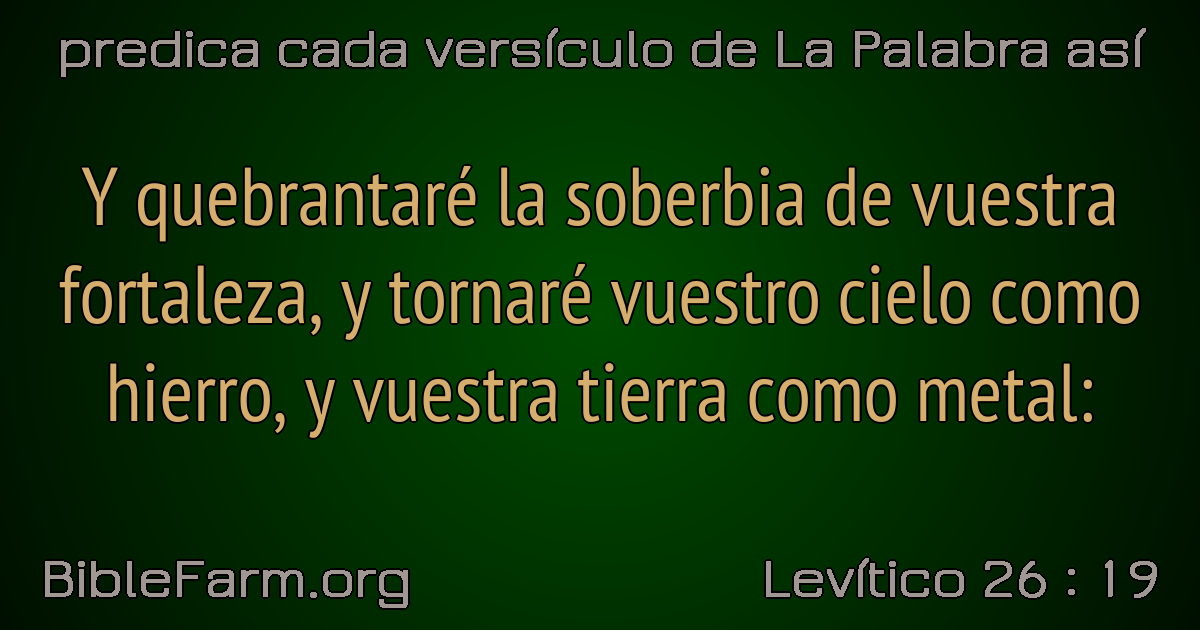 predica cada versículo de La Palabra así
Y quebrantaré la soberbia de vuestra
fortaleza, y tornaré vuestro cielo como
hierro, y vuestra tierra como metal:
BibleFarm.org
Levítico 26 : 19